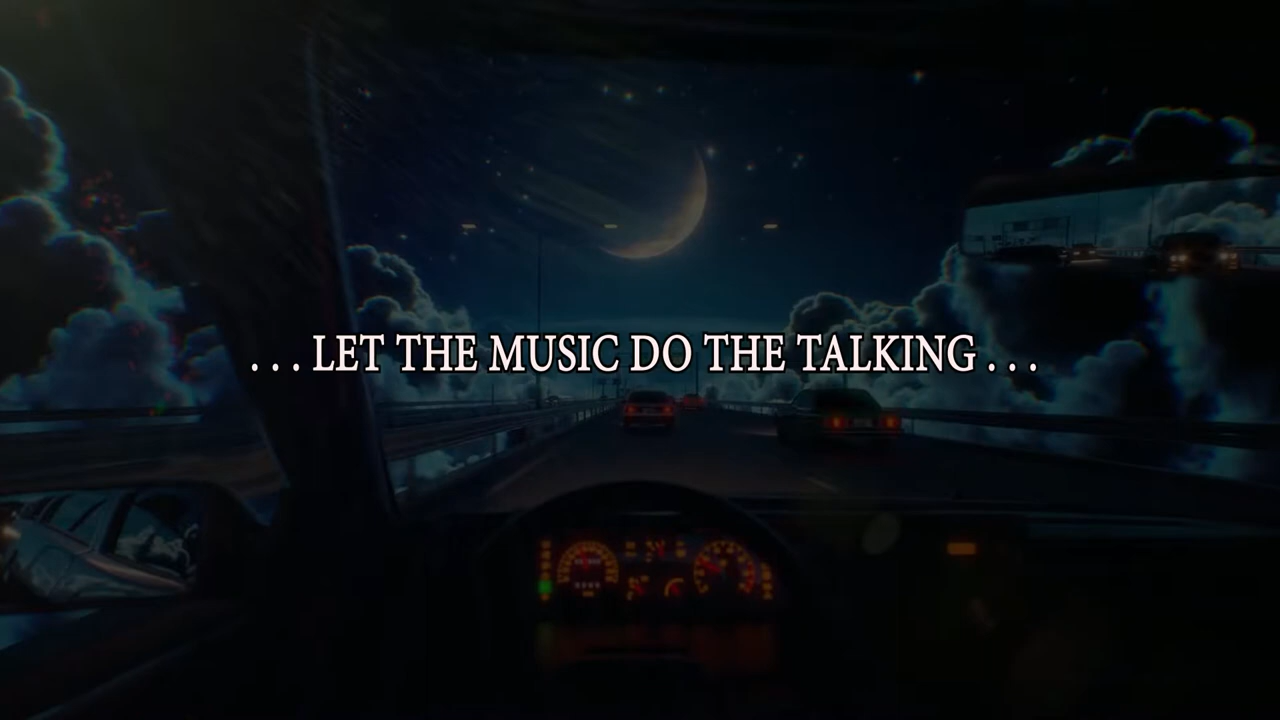 . . . LET THE MUSIC DO THE TALKING . . .